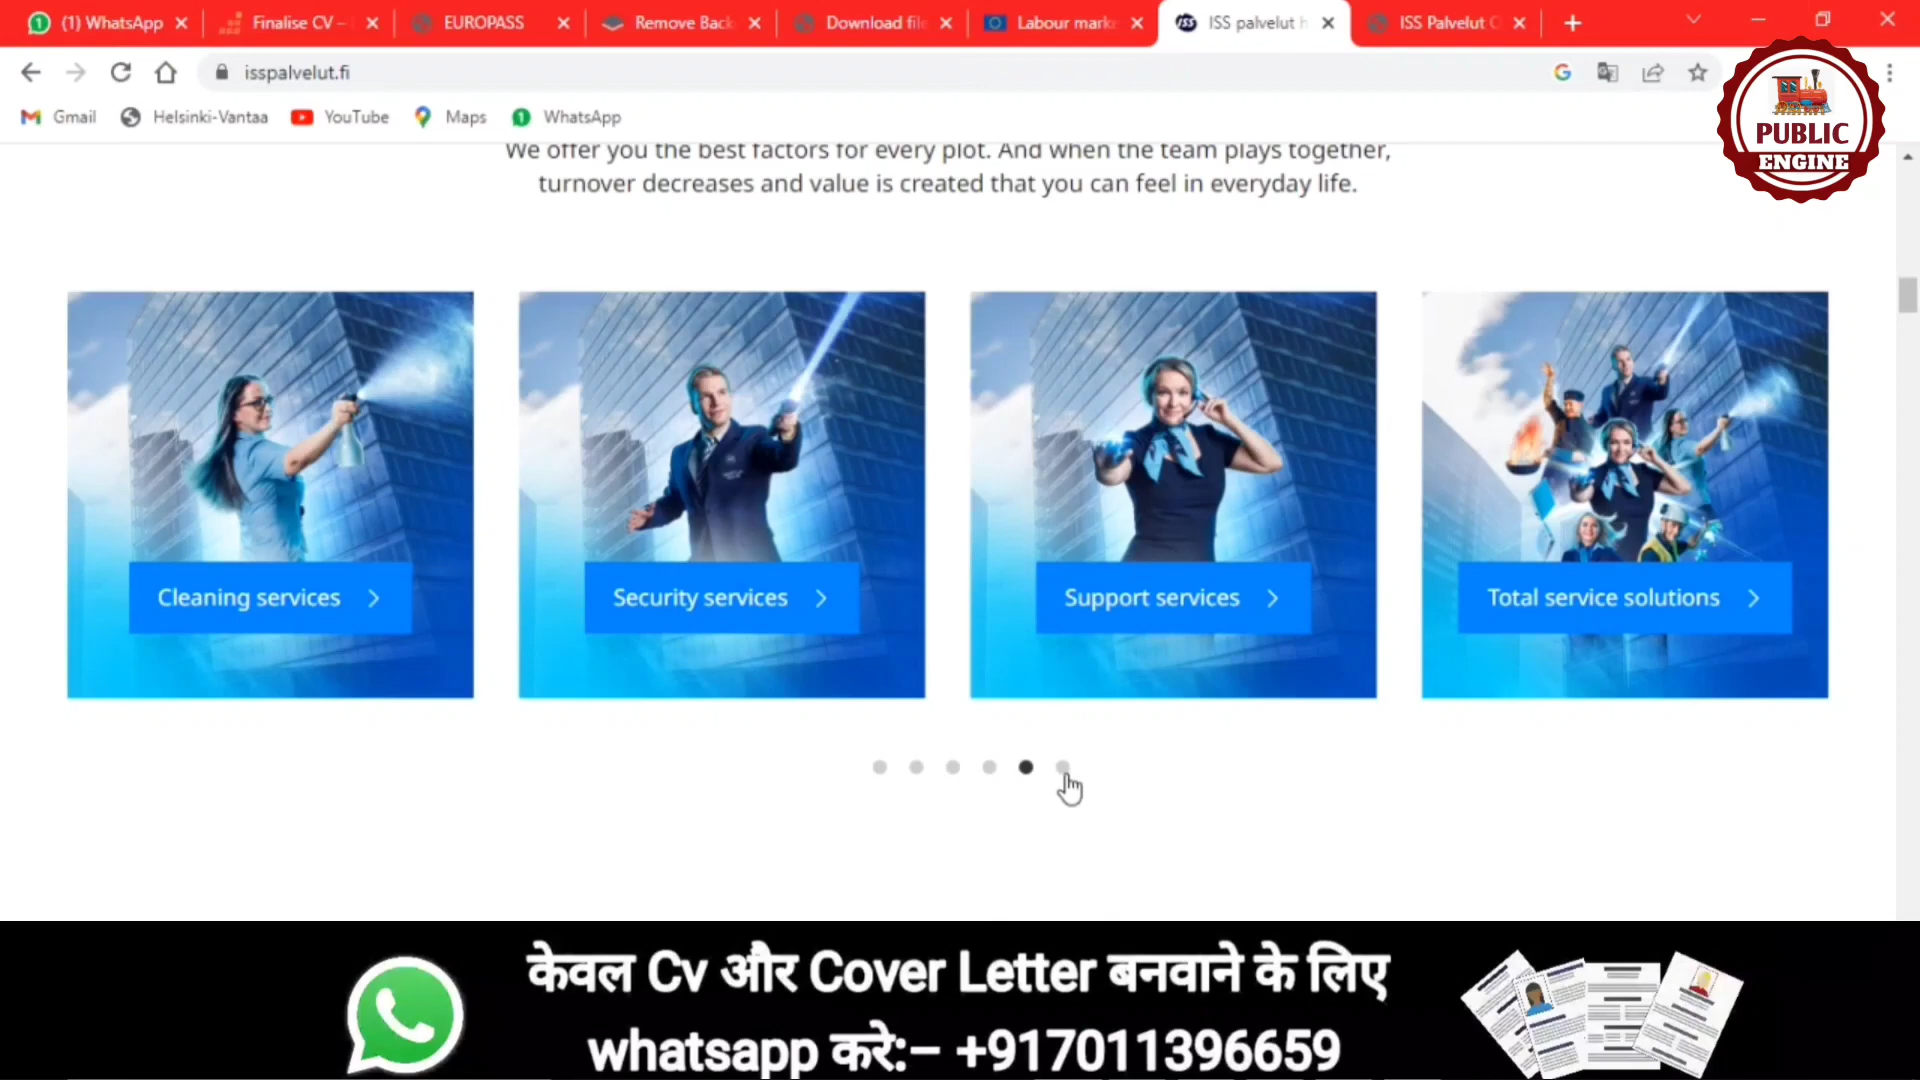 (1) WhatsApp
Finalise CV –
EUROPASS
Remove Back
Download file
Labour marke
ISS palvelut h
ISS Palvelut O
isspalvelut.fi
Gmail
Helsinki-Vantaa
YouTube
Maps
WhatsApp
PUBLIC
ENGINE
We offer you the best factors for every plot. And when the team plays together,
turnover decreases and value is created that you can feel in everyday life.
Cleaning services
Security services
Support services
Total service solutions
केवल Cv और Cover Letter बनवाने के लिए
whatsapp करे:– +917011396659